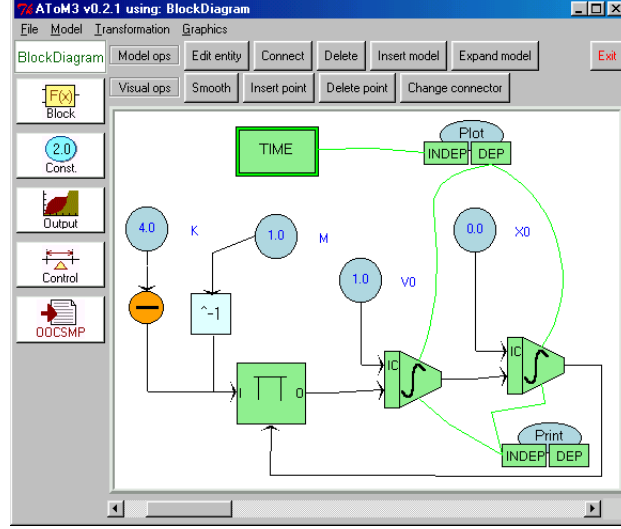 AToM3 v0.2.1 using: BlockDiagram
File Model Transformation Graphics
BlockDiagram Model ops Edit entity Connect Delete Insert model Expand model Exit
Visual ops Smooth Insert point Delete point Change connector
F(x)
Block
2.0
Const.
Output
Control
OOCSMP
TIME
Plot
INDEP DEP
4.0 K
1.0 M
0.0 X0
1.0 V0
^-1
IC
IC
I O
Print
INDEP DEP